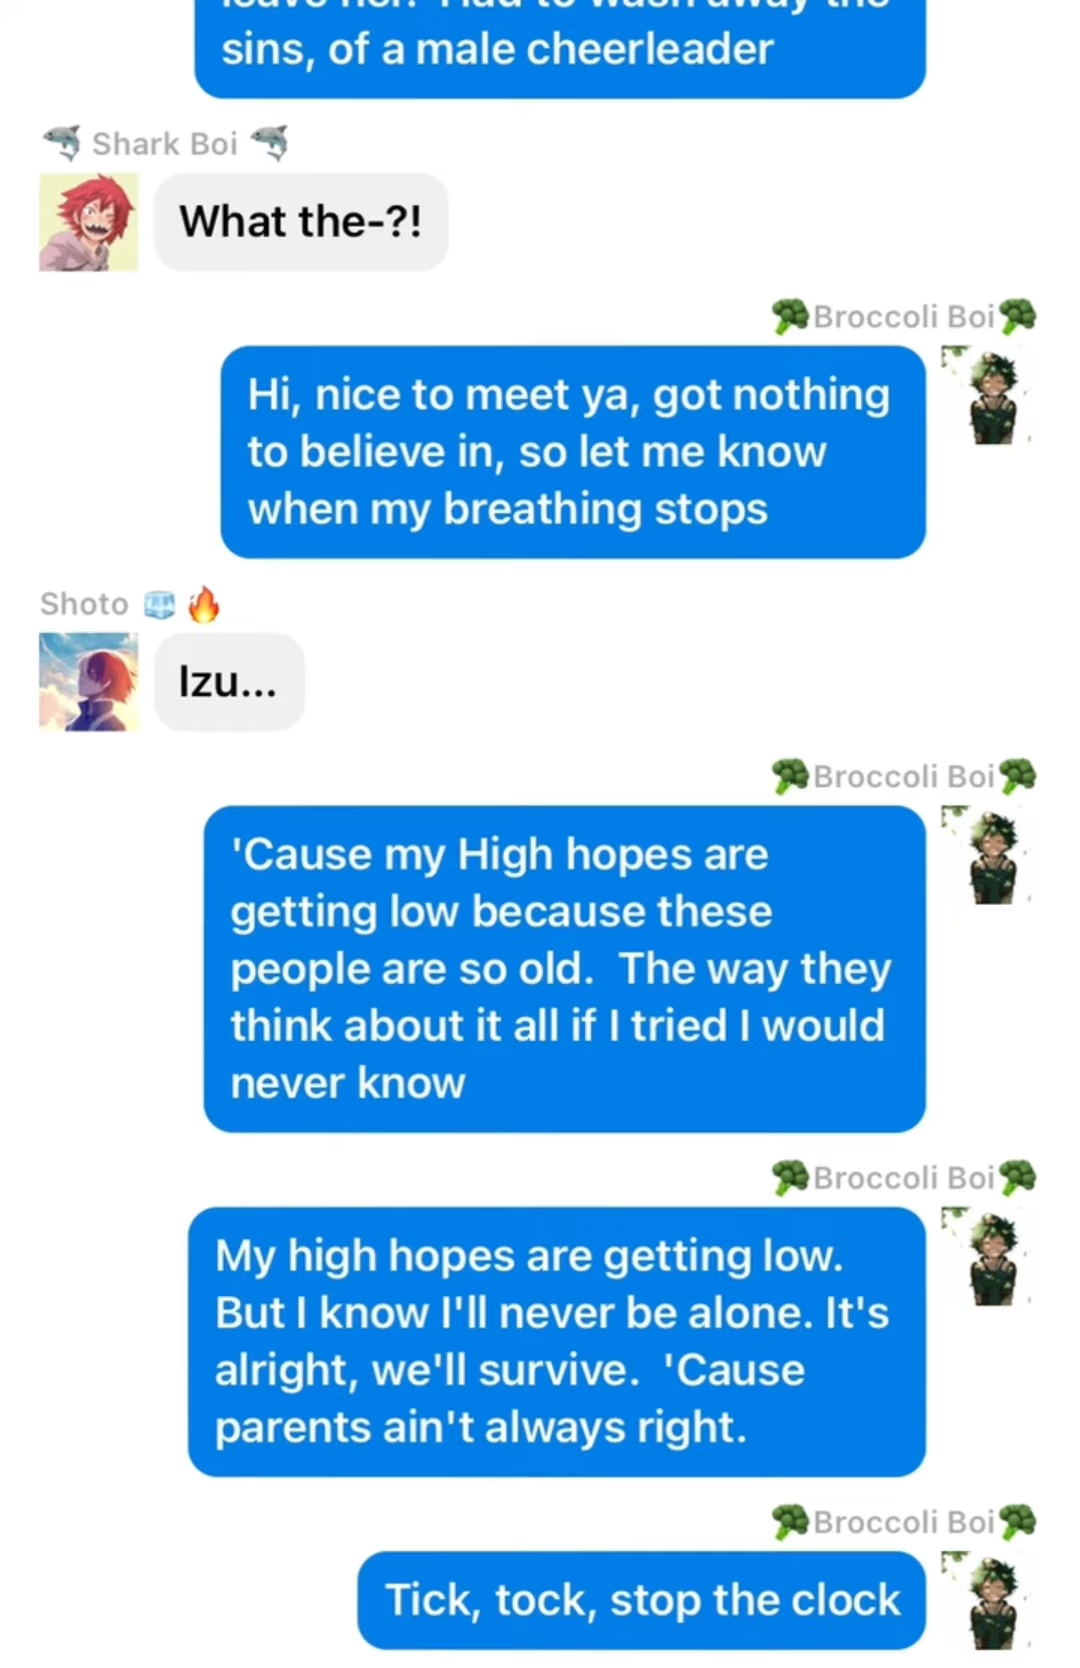 sins, of a male cheerleader
🦈 Shark Boi 🦈
What the-?!
🥦Broccoli Boi🥦
Hi, nice to meet ya, got nothing
to believe in, so let me know
when my breathing stops
Shoto 🧊🔥
Izu...
🥦Broccoli Boi🥦
'Cause my High hopes are
getting low because these
people are so old.  The way they
think about it all if I tried I would
never know
🥦Broccoli Boi🥦
My high hopes are getting low.
But I know I'll never be alone. It's
alright, we'll survive.  'Cause
parents ain't always right.
🥦Broccoli Boi🥦
Tick, tock, stop the clock